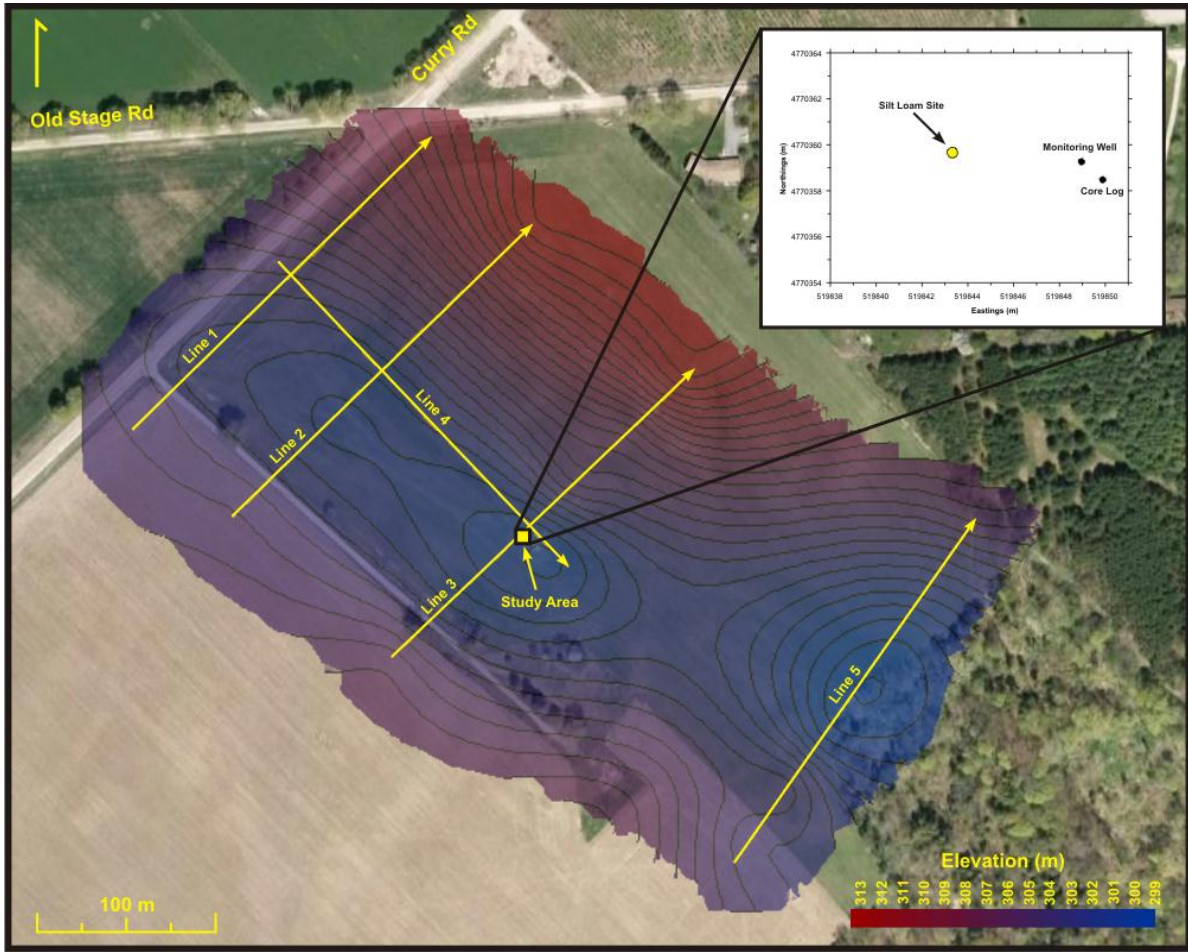 Curry Rd
Old Stage Rd
4770364
4770362
4770360
4770358
4770356
4770354
Northings (m)
Silt Loam Site
Monitoring Well
Core Log
519838 519840 519842 519844 519846 519848 519850
Eastings (m)
Line 1
Line 2
Line 4
Line 3
Study Area
Line 5
100 m
Elevation (m)
313 312 311 310 309 308 307 306 305 304 303 302 301 300 299